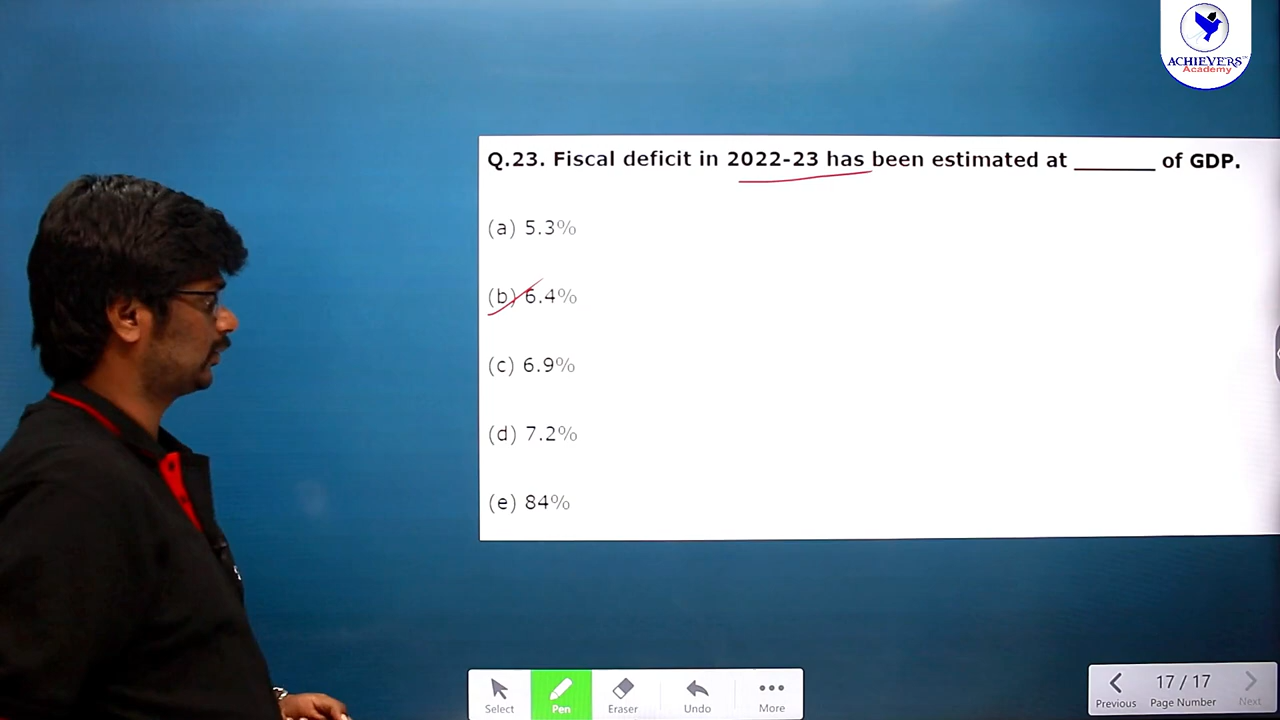 ACHIEVERS
Academy
Q.23. Fiscal deficit in 2022-23 has been estimated at ________ of GDP.
(a) 5.3%
(b) 6.4%
(c) 6.9%
(d) 7.2%
(e) 84%
Select Pen Eraser Undo More
17 / 17
Previous Page Number Next